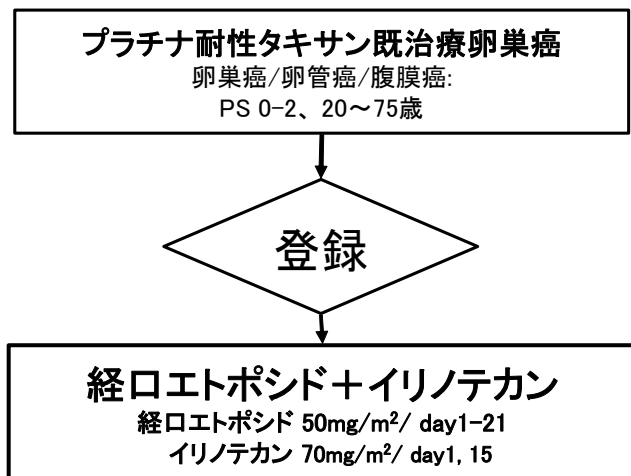 プラチナ耐性タキサン既治療卵巣癌
卵巣癌/卵管癌/腹膜癌:
PS 0-2、20～75歳
登録
経口エトポシド＋イリノテカン
経口エトポシド 50mg/m²/ day1-21
イリノテカン 70mg/m²/ day1, 15